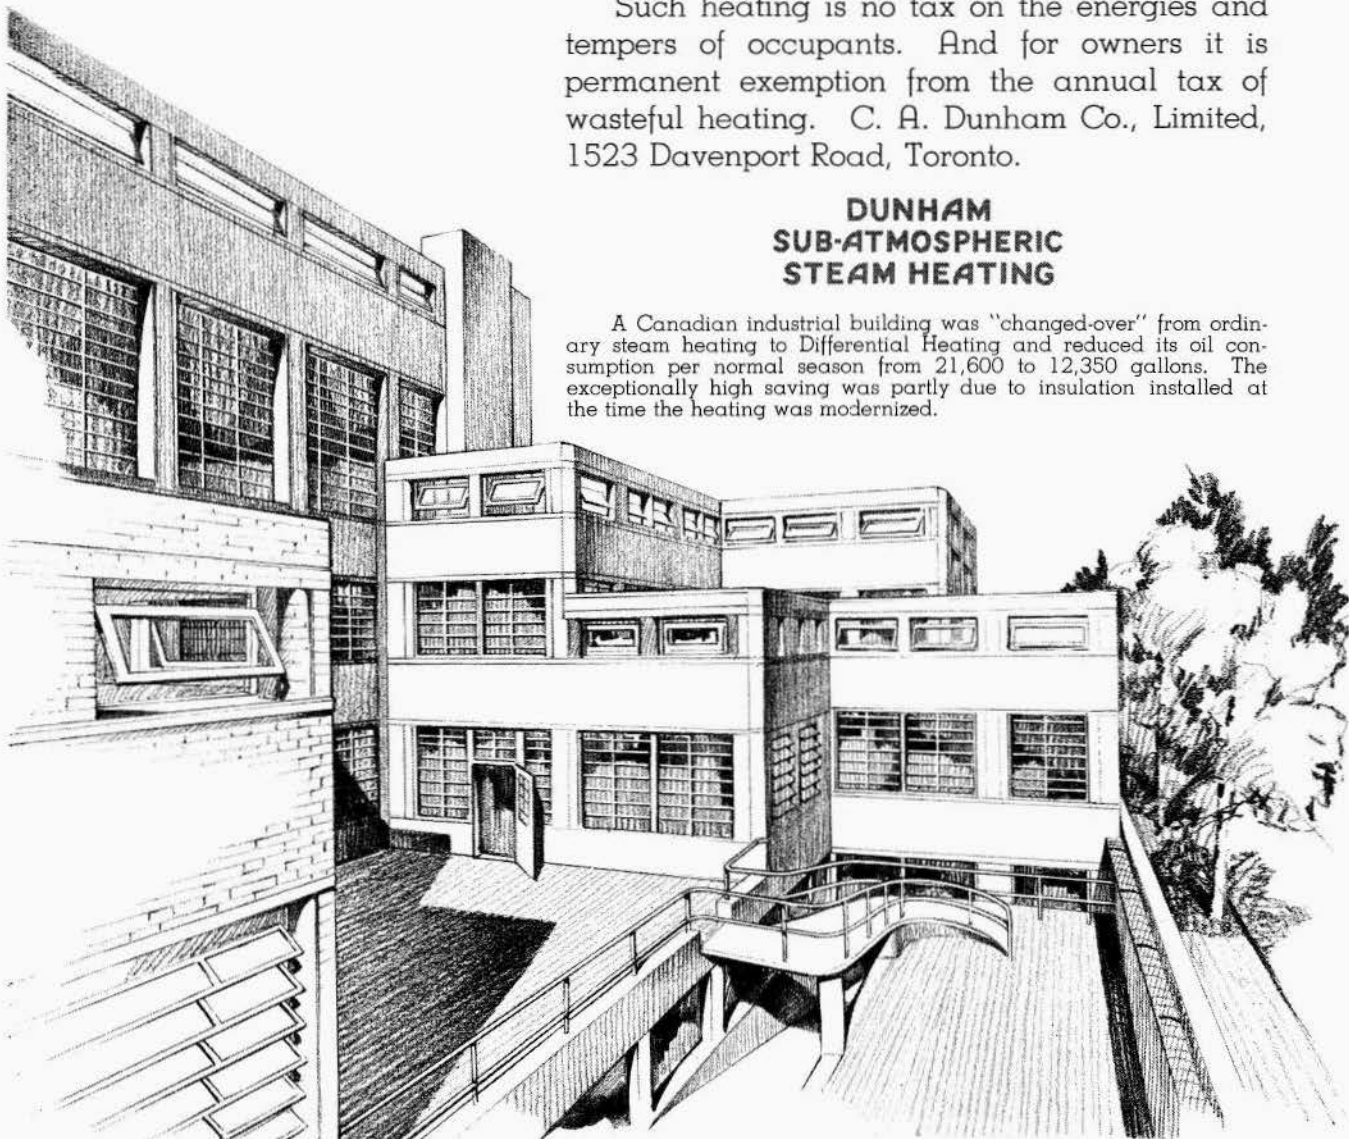 Such heating is no tax on the energies and
tempers of occupants. And for owners it is
permanent exemption from the annual tax of
wasteful heating. C. A. Dunham Co., Limited,
1523 Davenport Road, Toronto.
DUNHAM
SUB-ATMOSPHERIC
STEAM HEATING
A Canadian industrial building was "changed-over" from ordin-
ary steam heating to Differential Heating and reduced its oil con-
sumption per normal season from 21,600 to 12,350 gallons. The
exceptionally high saving was partly due to insulation installed at
the time the heating was modernized.